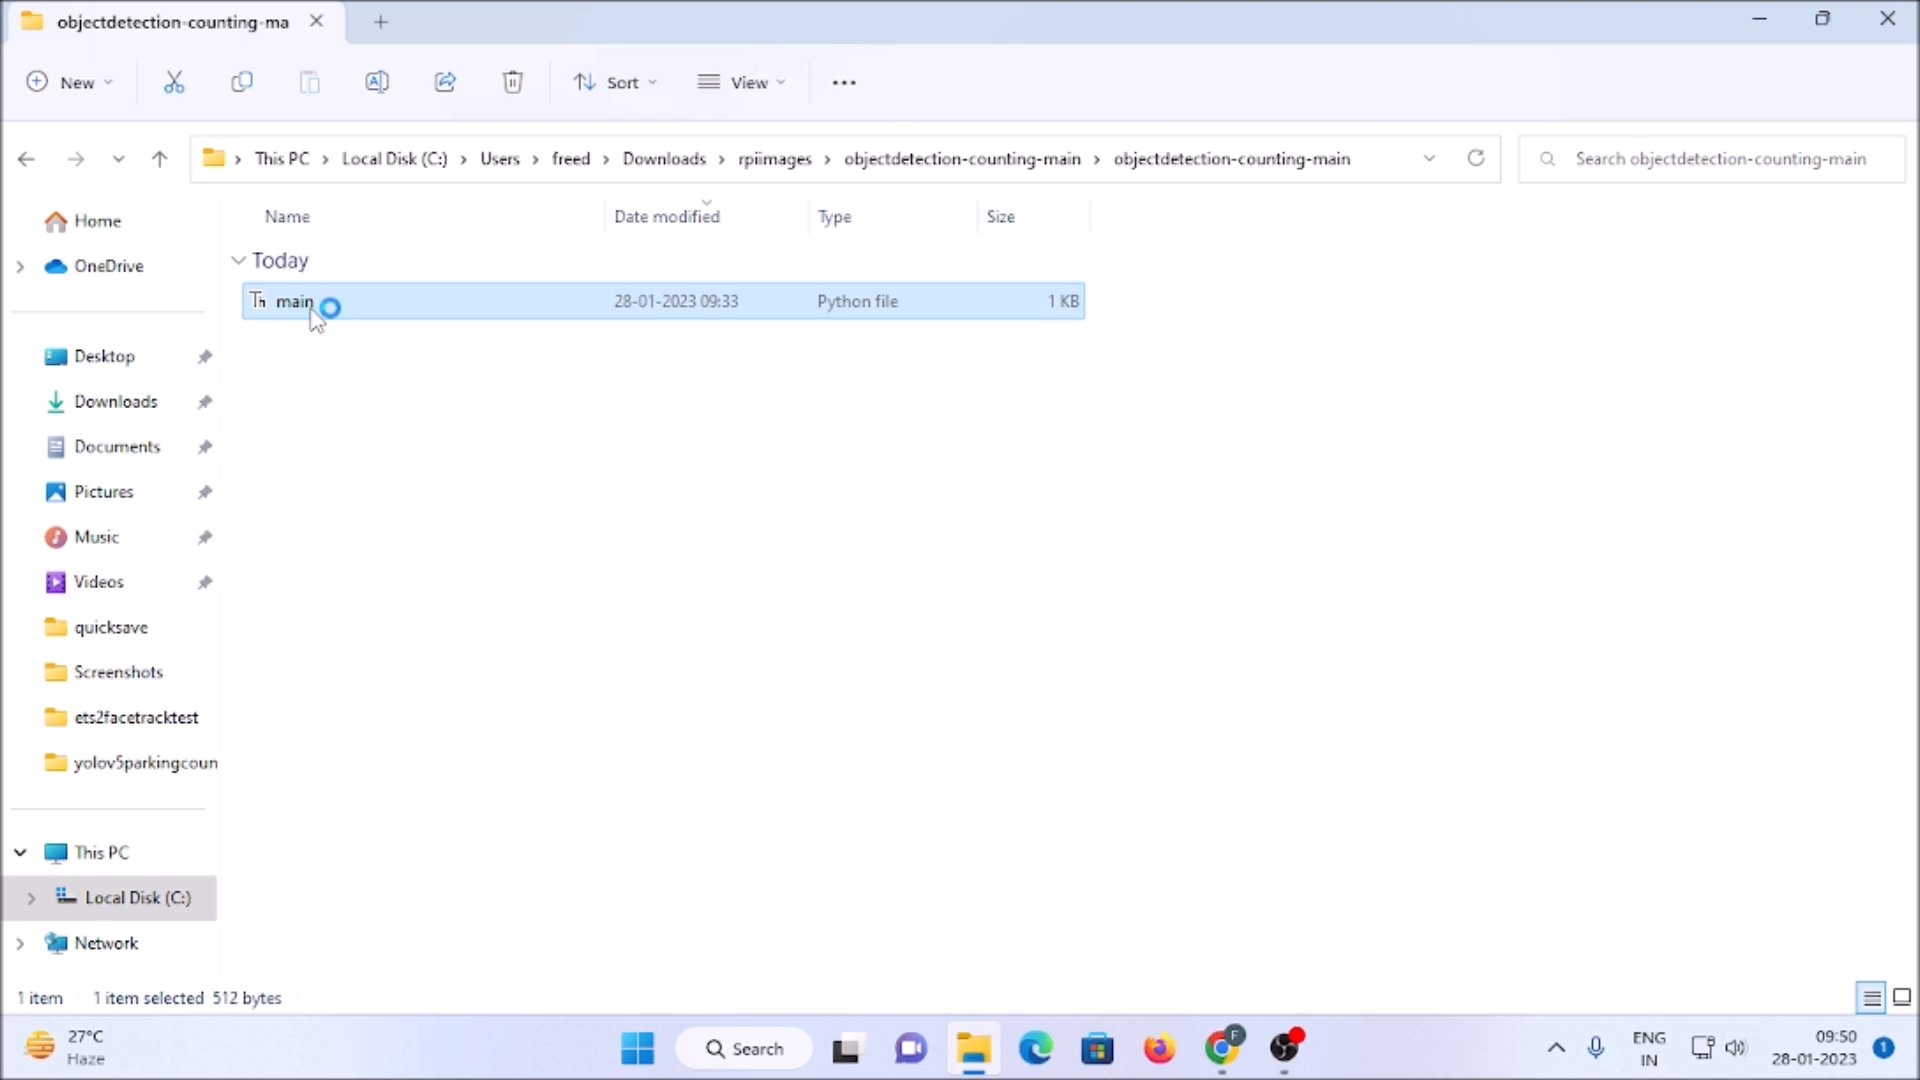 objectdetection-counting-ma
New
Sort
View
This PC > Local Disk (C:) > Users > freed > Downloads > rpiimages > objectdetection-counting-main > objectdetection-counting-main
Search objectdetection-counting-main
Name Date modified Type Size
Home
OneDrive
Today
main 28-01-2023 09:33 Python file 1 KB
Desktop
Downloads
Documents
Pictures
Music
Videos
quicksave
Screenshots
ets2facetracktest
yolov5parkingcoun
This PC
Local Disk (C:)
Network
1 item 1 item selected 512 bytes
27°C
Haze
Search
F
ENG
IN
09:50
28-01-2023
1